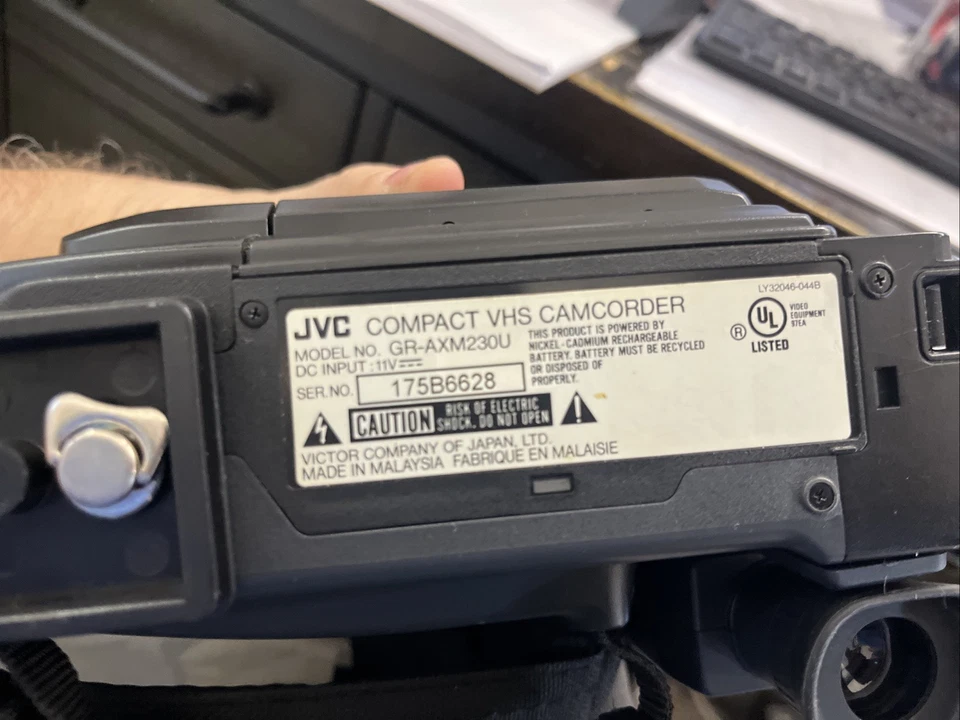 LY32046-044B
JVC COMPACT VHS CAMCORDER
MODEL NO. GR-AXM230U
DC INPUT : 11V
SER. NO. 175B6628
THIS PRODUCT IS POWERED BY
NICKEL-CADMIUM RECHARGEABLE
BATTERY. BATTERY MUST BE RECYCLED
OR DISPOSED OF
PROPERLY.
® UL
LISTED
VIDEO
EQUIPMENT
97EA
CAUTION
RISK OF ELECTRIC
SHOCK. DO NOT OPEN
VICTOR COMPANY OF JAPAN, LTD.
MADE IN MALAYSIA FABRIQUE EN MALAISIE